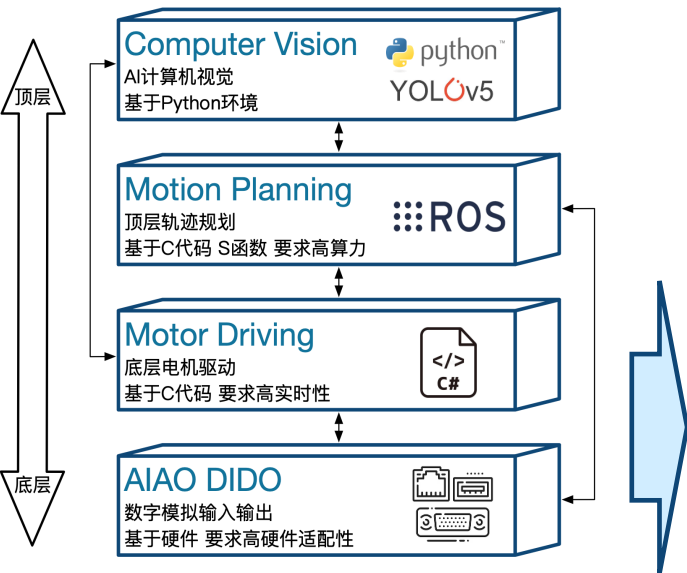 顶层
Computer Vision
AI计算机视觉
基于Python环境
python™
YOLOv5
Motion Planning
顶层轨迹规划
基于C代码 S函数 要求高算力
ROS
Motor Driving
底层电机驱动
基于C代码 要求高实时性
</>
C#
底层
AIAO DIDO
数字模拟输入输出
基于硬件 要求高硬件适配性